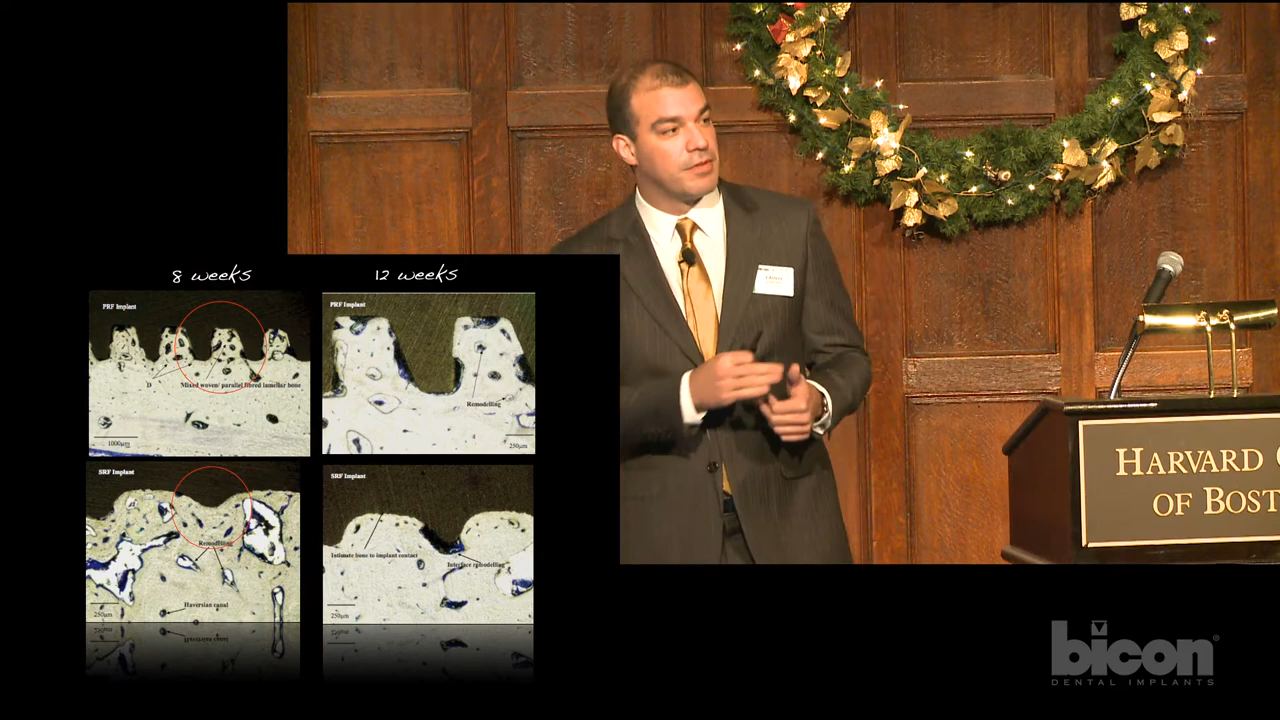 8 weeks
12 weeks
PRF Implant
D
Mixed woven/ parallel fibred lamellar bone
1000µm
PRF Implant
Remodelling
250µm
SRF Implant
Remodelling
Haversian canal
250µm
SRF Implant
Intimate bone to implant contact
Interface remodelling
250µm
HARVARD
OF BOST
bicon®
DENTAL IMPLANTS